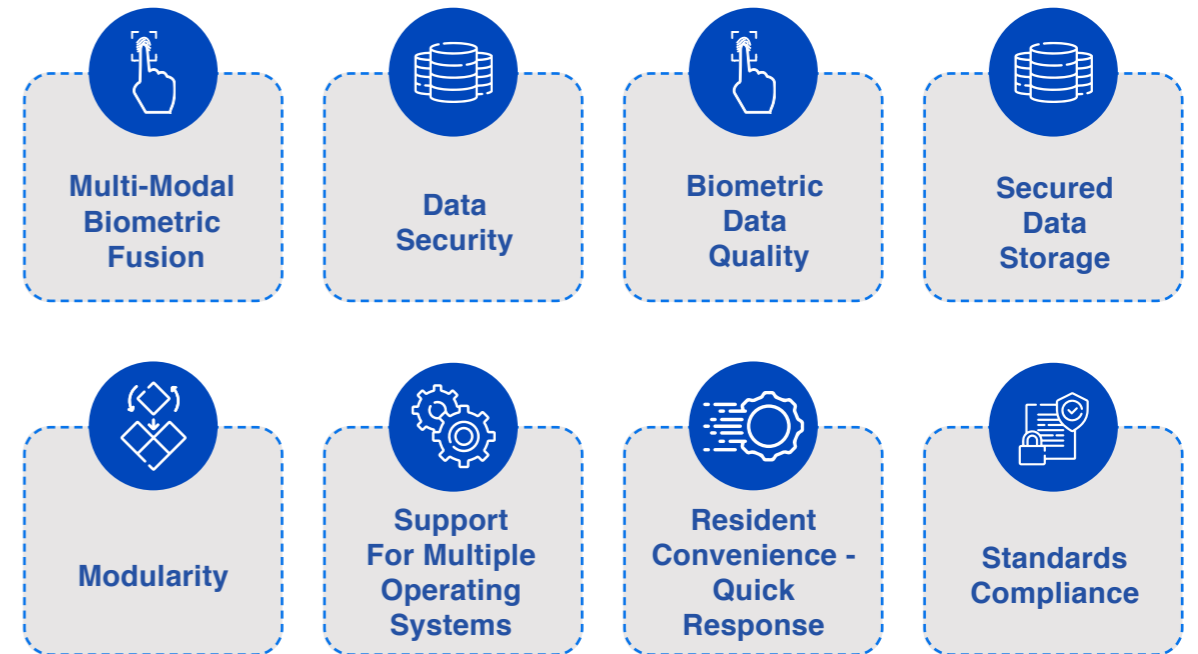 Multi-Modal
Biometric
Fusion
Data
Security
Biometric
Data
Quality
Secured
Data
Storage
Modularity
Support
For Multiple
Operating
Systems
Resident
Convenience -
Quick
Response
Standards
Compliance